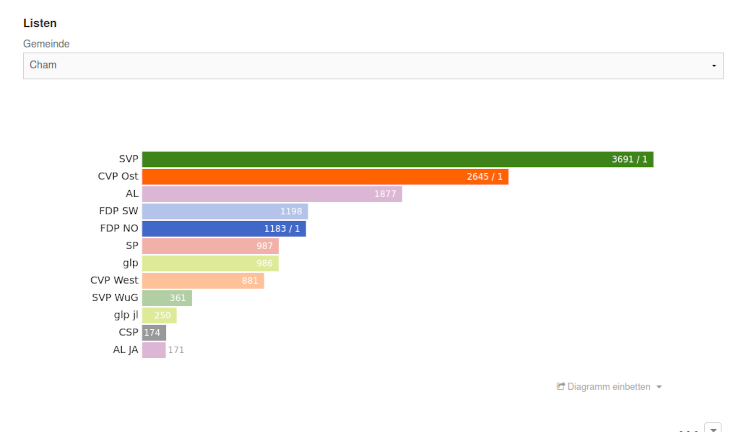 Listen
Gemeinde
Cham
SVP 3691 / 1
CVP Ost 2645 / 1
AL 1877
FDP SW 1198
FDP NO 1183 / 1
SP 987
glp 986
CVP West 881
SVP WuG 361
glp jl 250
CSP 174
AL JA 171
Diagramm einbetten